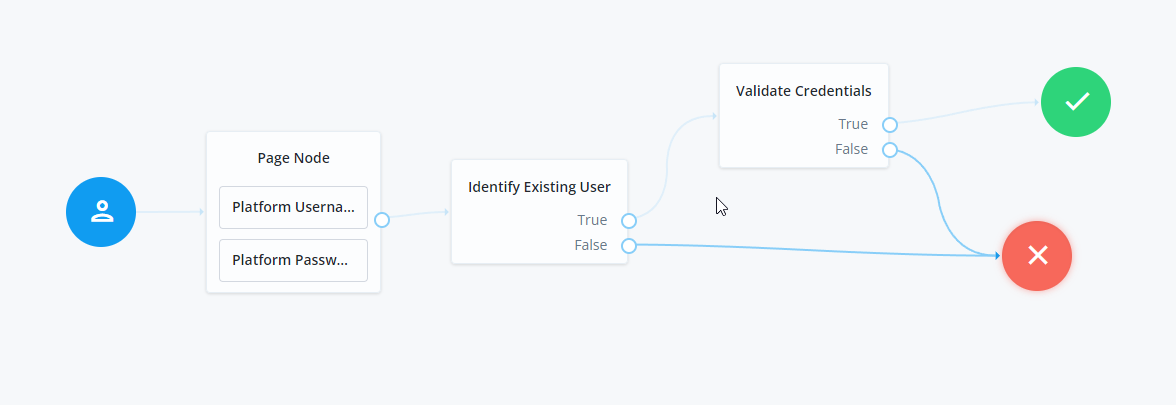 Page Node
Platform Userna...
Platform Passw...
Identify Existing User
True
False
Validate Credentials
True
False